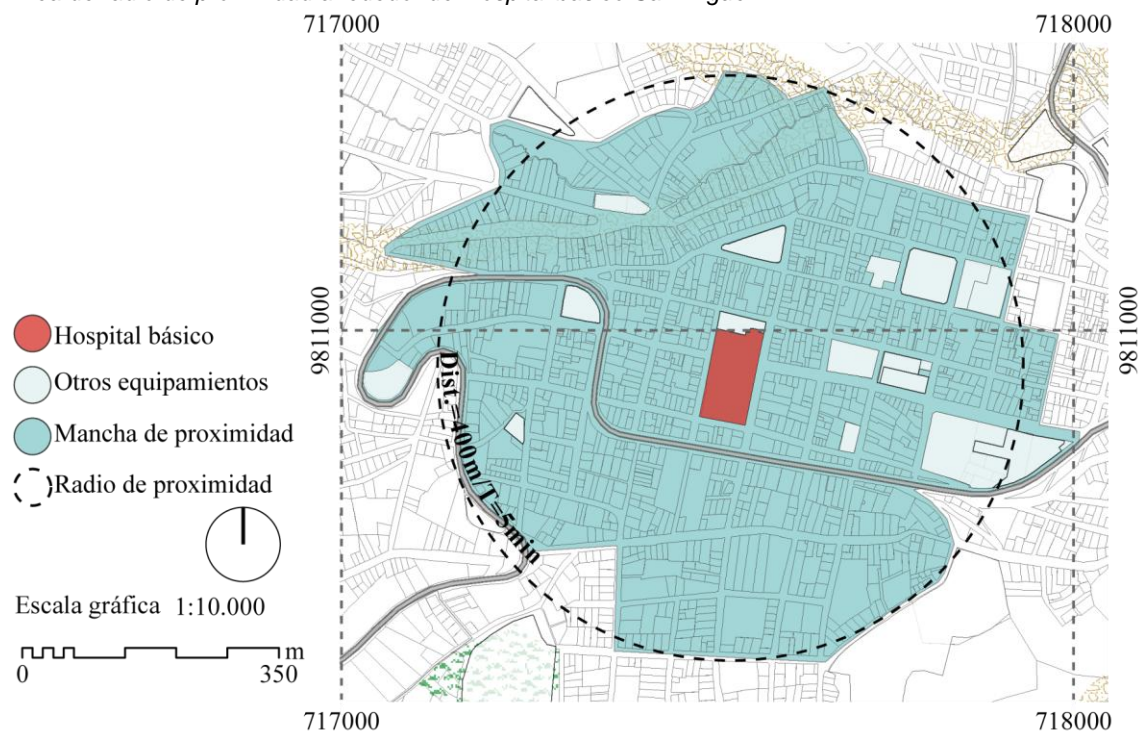 717000
718000
9811000
9811000
Hospital básico
Otros equipamientos
Mancha de proximidad
Radio de proximidad
Dist.=400m/T=5min
Escala gráfica 1:10.000
m
0
350
717000
718000